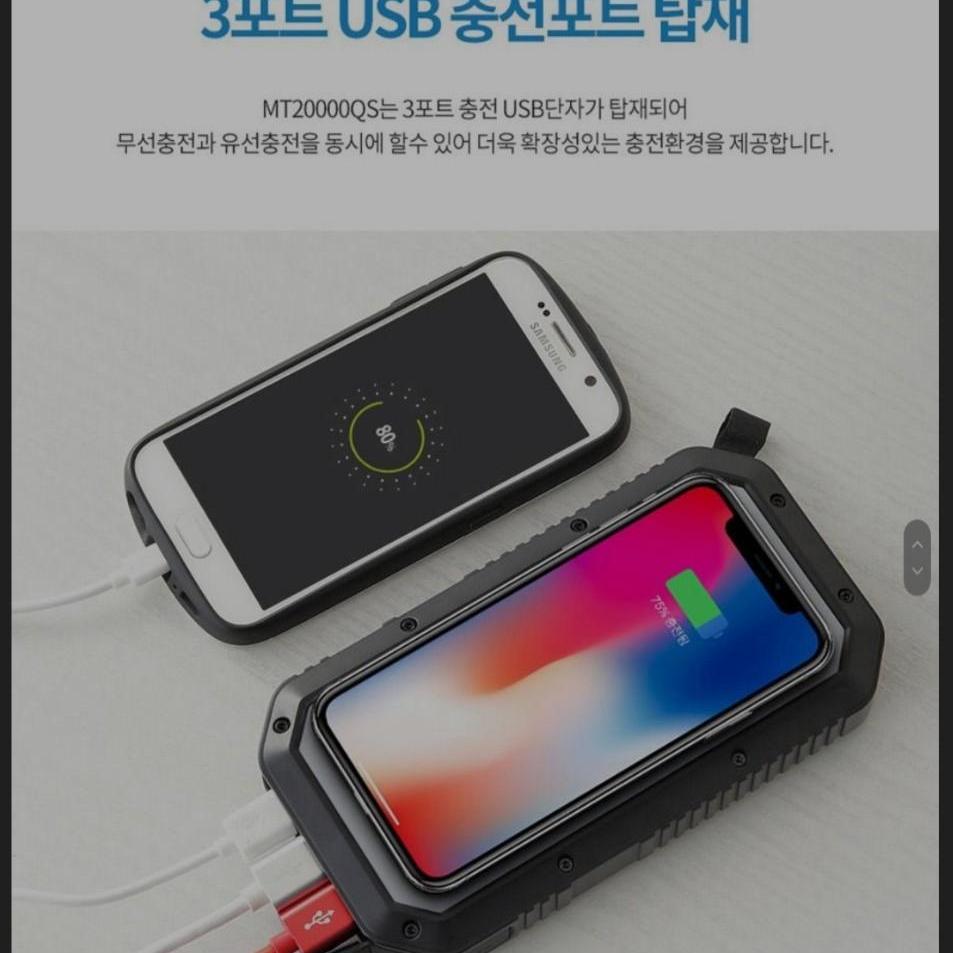 3포트 USB 충전포트 탑재
MT20000QS는 3포트 충전 USB단자가 탑재되어
무선충전과 유선충전을 동시에 할수 있어 더욱 확장성있는 충전환경을 제공합니다.
SAMSUNG
80%
75% 충전됨